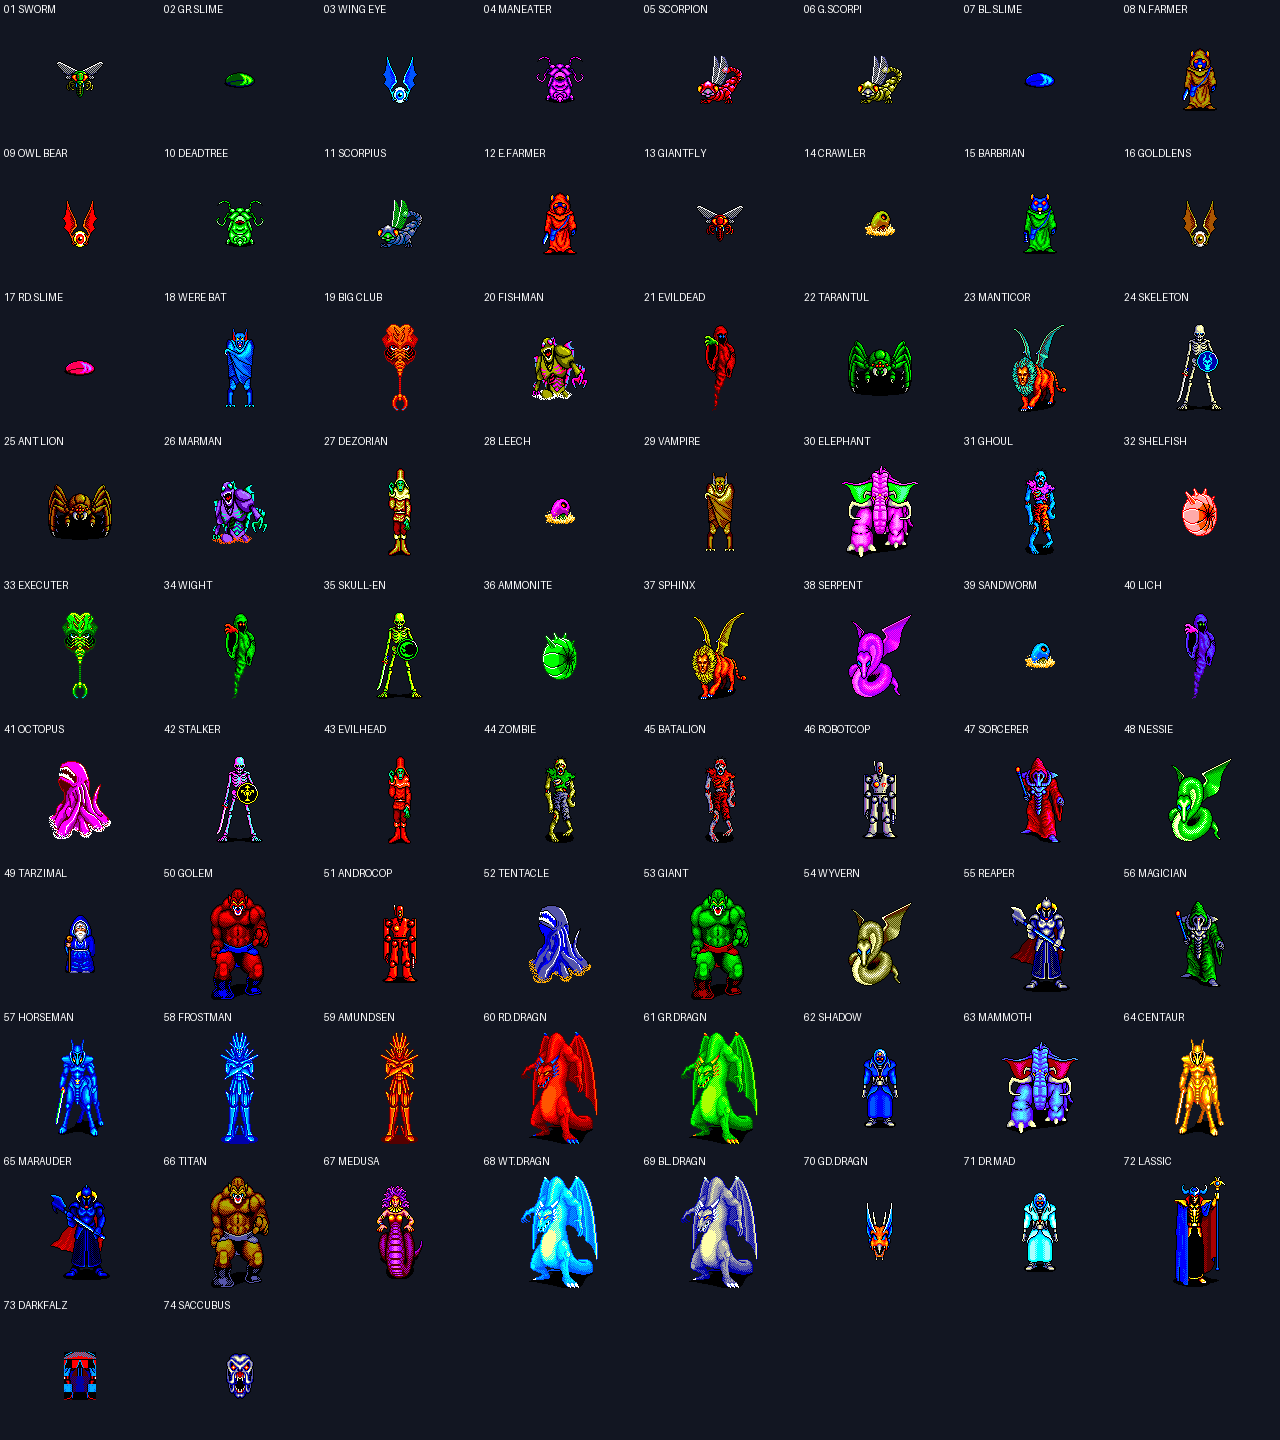 01 SWORM 02 GR.SLIME 03 WING EYE 04 MANEATER 05 SCORPION 06 G.SCORPI 07 BL.SLIME 08 N.FARMER
09 OWL BEAR 10 DEADTREE 11 SCORPIUS 12 E.FARMER 13 GIANTFLY 14 CRAWLER 15 BARBRIAN 16 GOLDLENS
17 RD.SLIME 18 WERE BAT 19 BIG CLUB 20 FISHMAN 21 EVILDEAD 22 TARANTUL 23 MANTICOR 24 SKELETON
25 ANT LION 26 MARMAN 27 DEZORIAN 28 LEECH 29 VAMPIRE 30 ELEPHANT 31 GHOUL 32 SHELFISH
33 EXECUTER 34 WIGHT 35 SKULL-EN 36 AMMONITE 37 SPHINX 38 SERPENT 39 SANDWORM 40 LICH
41 OCTOPUS 42 STALKER 43 EVILHEAD 44 ZOMBIE 45 BATALION 46 ROBOTCOP 47 SORCERER 48 NESSIE
49 TARZIMAL 50 GOLEM 51 ANDROCOP 52 TENTACLE 53 GIANT 54 WYVERN 55 REAPER 56 MAGICIAN
57 HORSEMAN 58 FROSTMAN 59 AMUNDSEN 60 RD.DRAGN 61 GR.DRAGN 62 SHADOW 63 MAMMOTH 64 CENTAUR
65 MARAUDER 66 TITAN 67 MEDUSA 68 WT.DRAGN 69 BL.DRAGN 70 GD.DRAGN 71 DR.MAD 72 LASSIC
73 DARKFALZ 74 SACCUBUS